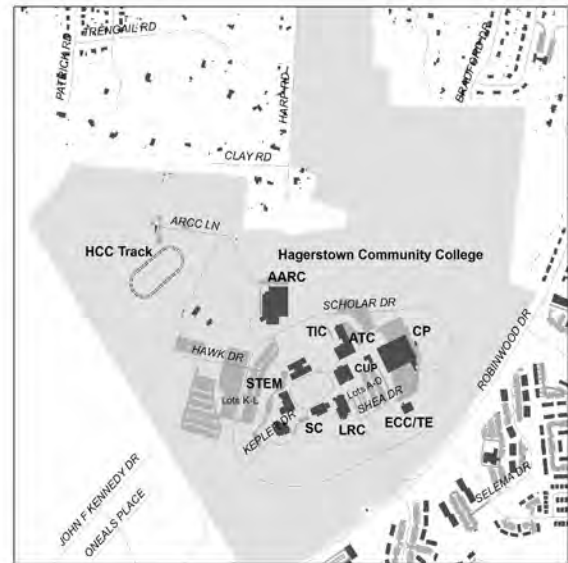 TRENGAIL RD
PATRICH RD
BRADFORD DR
HARP RD
CLAY RD
ARCC LN
HCC Track
Hagerstown Community College
AARC
SCHOLAR DR
TIC
ATC
CP
ROBINWOOD DR
HAWK DR
STEM
CUP
Lots A-D
Lots K-L
SHEA DR
KEPLER DR
SC
LRC
ECC/TE
SELEMA DR
JOHN F KENNEDY DR
ONEALS PLACE